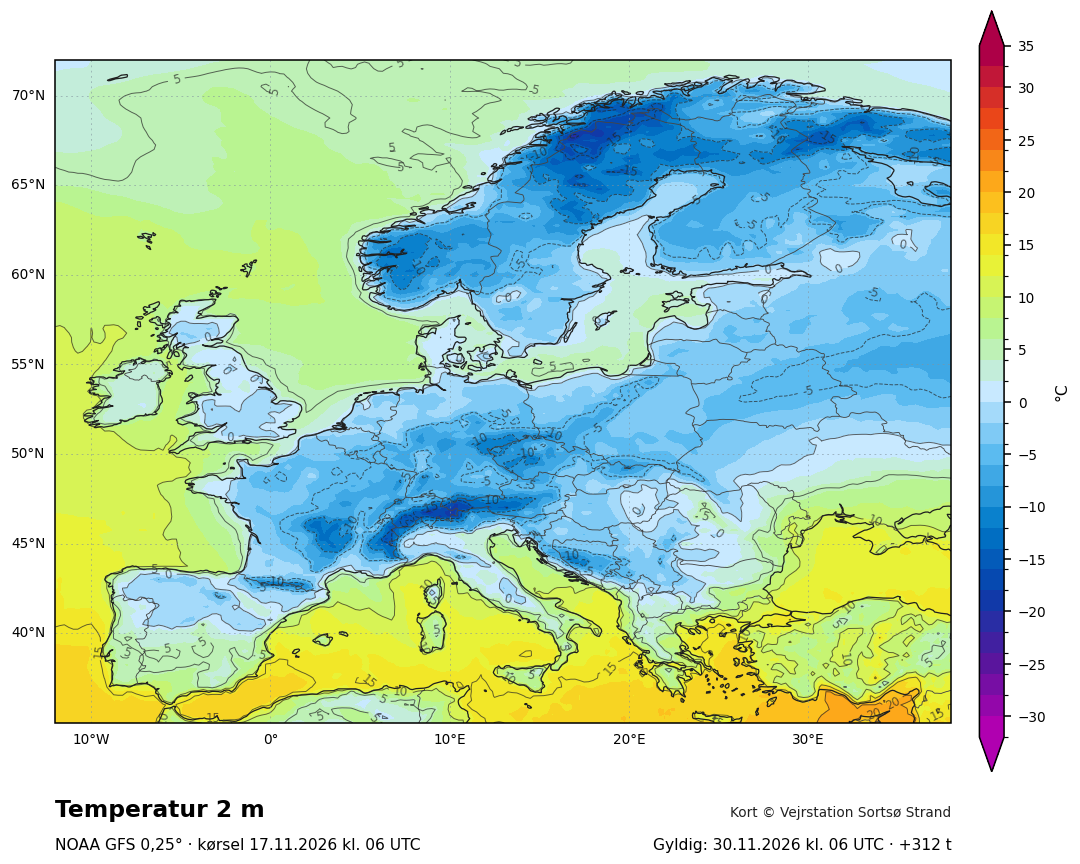 70°N
65°N
60°N
55°N
50°N
45°N
40°N
10°W
0°
10°E
20°E
30°E
35
30
25
20
15
10
5
0
−5
−10
−15
−20
−25
−30
°C
Temperatur 2 m
Kort © Vejrstation Sortsø Strand
NOAA GFS 0,25° · kørsel 17.11.2026 kl. 06 UTC
Gyldig: 30.11.2026 kl. 06 UTC · +312 t